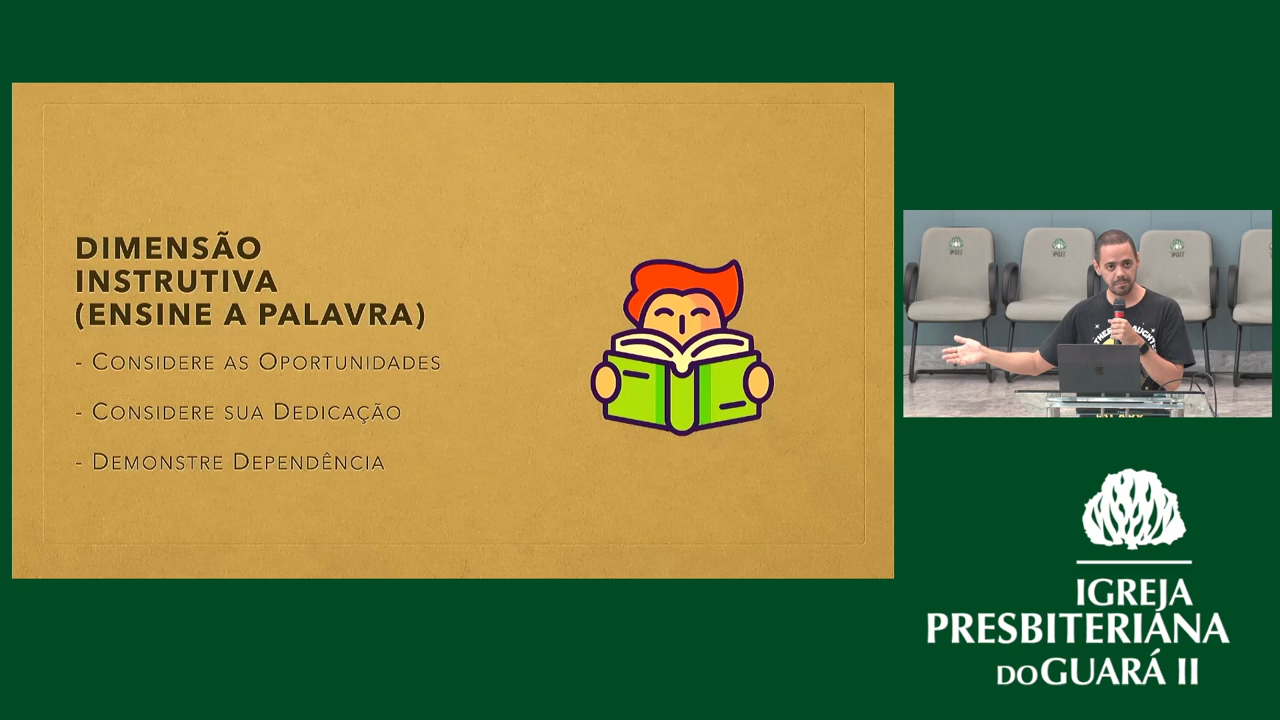 DIMENSÃO
INSTRUTIVA
(ENSINE A PALAVRA)
- CONSIDERE AS OPORTUNIDADES
- CONSIDERE SUA DEDICAÇÃO
- DEMONSTRE DEPENDÊNCIA
IGREJA
PRESBITERIANA
DO GUARÁ II